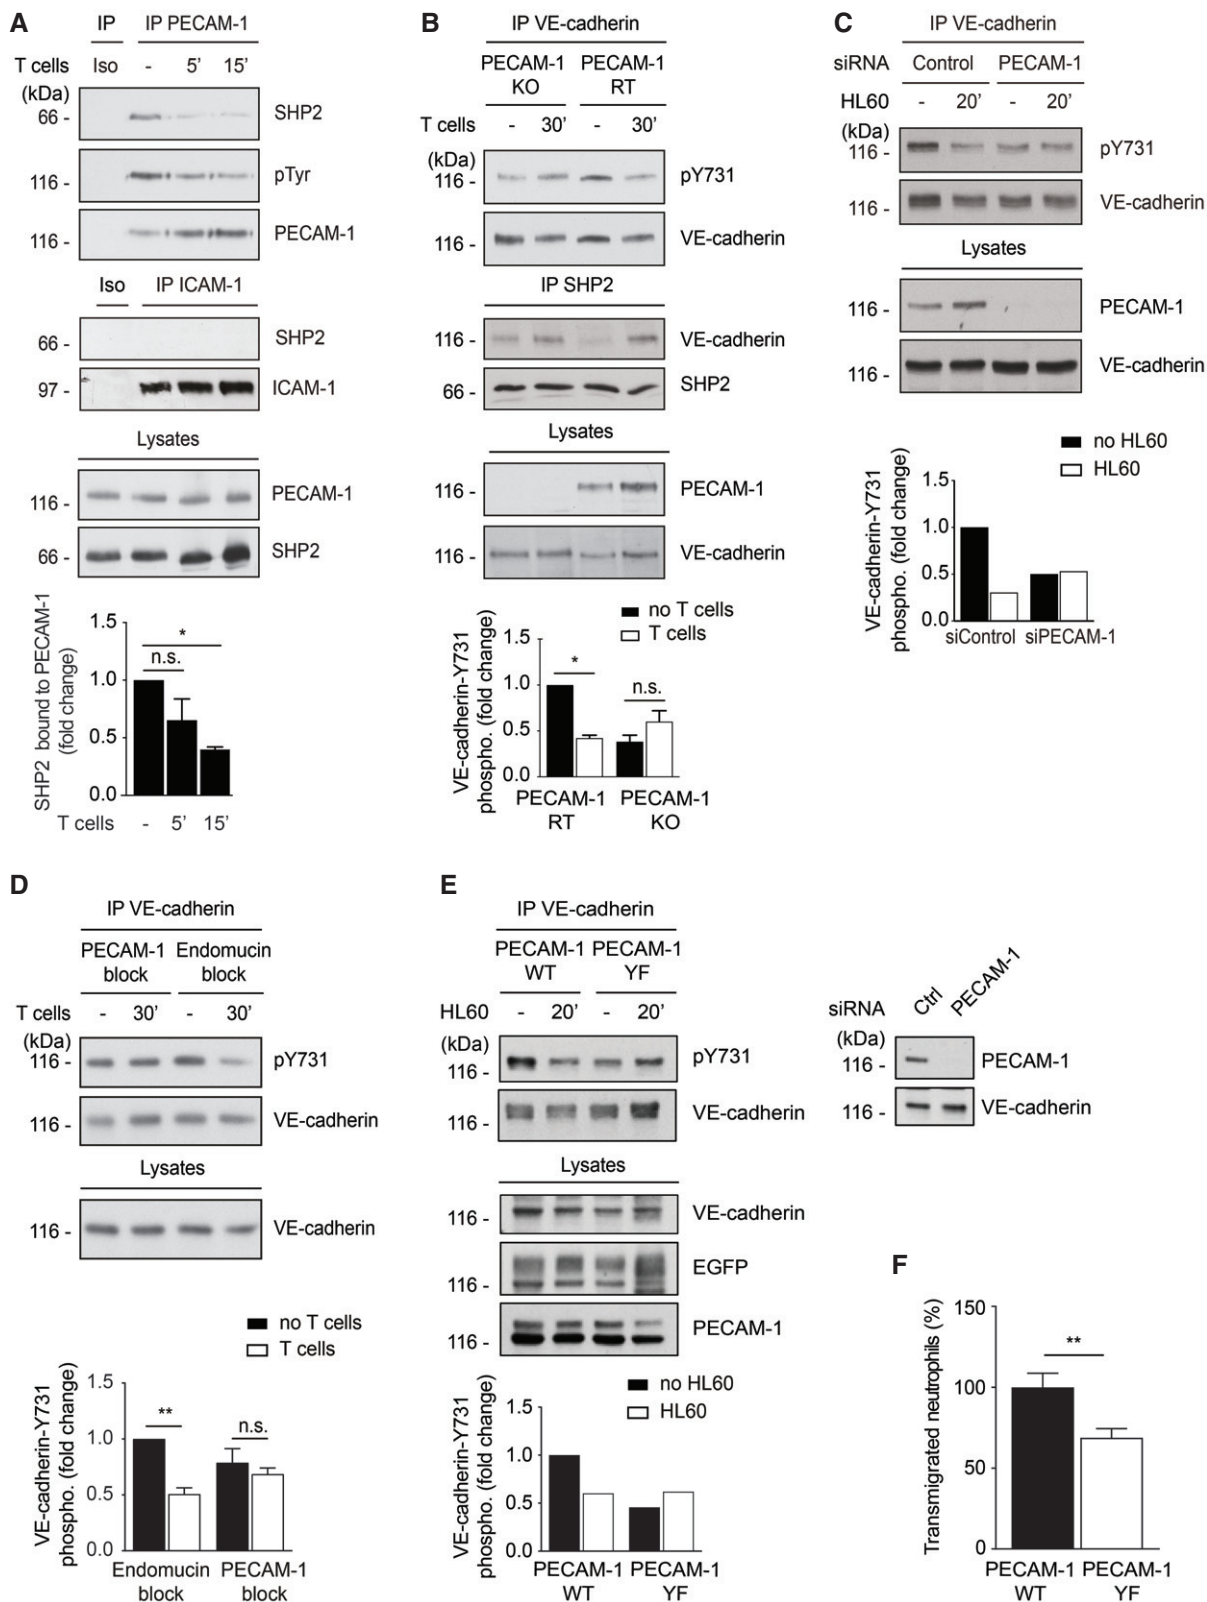 A
IP IP PECAM-1
T cells Iso - 5' 15'
(kDa)
66 - SHP2
116 - pTyr
116 - PECAM-1
Iso IP ICAM-1
66 - SHP2
97 - ICAM-1
Lysates
116 - PECAM-1
66 - SHP2
SHP2 bound to PECAM-1
(fold change)
1.5
1.0
0.5
0.0
*
n.s.
T cells - 5' 15'
B
IP VE-cadherin
PECAM-1 PECAM-1
KO RT
T cells - 30' - 30'
(kDa)
116 - pY731
116 - VE-cadherin
IP SHP2
116 - VE-cadherin
66 - SHP2
Lysates
116 - PECAM-1
116 - VE-cadherin
no T cells
T cells
VE-cadherin-Y731
phospho. (fold change)
1.5
1.0
0.5
0.0
*
n.s.
PECAM-1 PECAM-1
RT KO
C
IP VE-cadherin
siRNA Control PECAM-1
HL60 - 20' - 20'
(kDa)
116 - pY731
116 - VE-cadherin
Lysates
116 - PECAM-1
116 - VE-cadherin
no HL60
HL60
VE-cadherin-Y731
phospho. (fold change)
1.5
1.0
0.5
0.0
siControl siPECAM-1
D
IP VE-cadherin
PECAM-1 Endomucin
block block
T cells - 30' - 30'
(kDa)
116 - pY731
116 - VE-cadherin
Lysates
116 - VE-cadherin
no T cells
T cells
VE-cadherin-Y731
phospho. (fold change)
1.5
1.0
0.5
0.0
**
n.s.
Endomucin PECAM-1
block block
E
IP VE-cadherin
PECAM-1 PECAM-1
WT YF
HL60 - 20' - 20'
(kDa)
116 - pY731
116 - VE-cadherin
Lysates
116 - VE-cadherin
116 - EGFP
116 - PECAM-1
no HL60
HL60
VE-cadherin-Y731
phospho. (fold change)
1.5
1.0
0.5
0.0
PECAM-1 PECAM-1
WT YF
siRNA Ctrl PECAM-1
(kDa)
116 - PECAM-1
116 - VE-cadherin
F
Transmigrated neutrophils (%)
150
100
50
0
**
PECAM-1 PECAM-1
WT YF